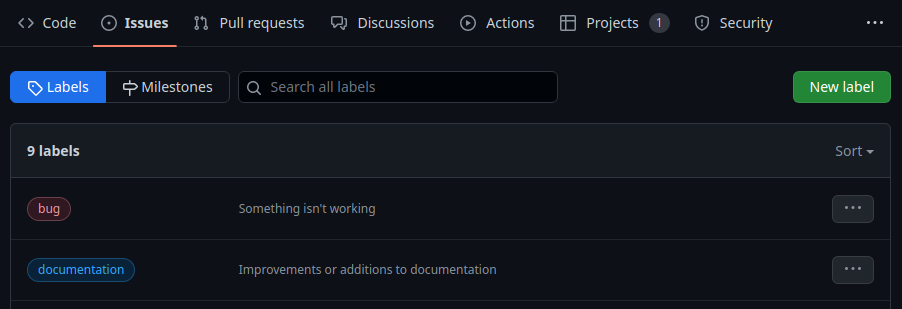 Code Issues Pull requests Discussions Actions Projects 1 Security ...
Labels Milestones Search all labels New label
9 labels Sort
bug Something isn't working ...
documentation Improvements or additions to documentation ...